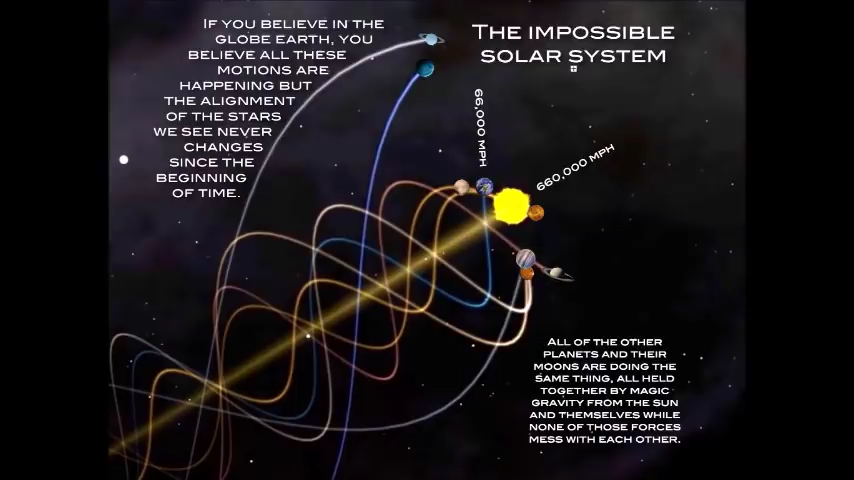 If you believe in the
globe earth, you
believe all these
motions are
happening but
the alignment
of the stars
we see never
changes
since the
beginning
of time.
The impossible
solar system
66,000 mph
660,000 mph
All of the other
planets and their
moons are doing the
same thing, all held
together by magic
gravity from the sun
and themselves while
none of those forces
mess with each other.